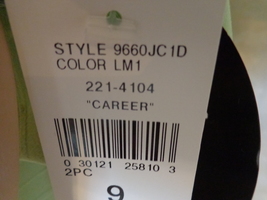 STYLE 9660JC1D
COLOR LM1
221-4104
"CAREER"
0 30121 25810 3
2PC
9